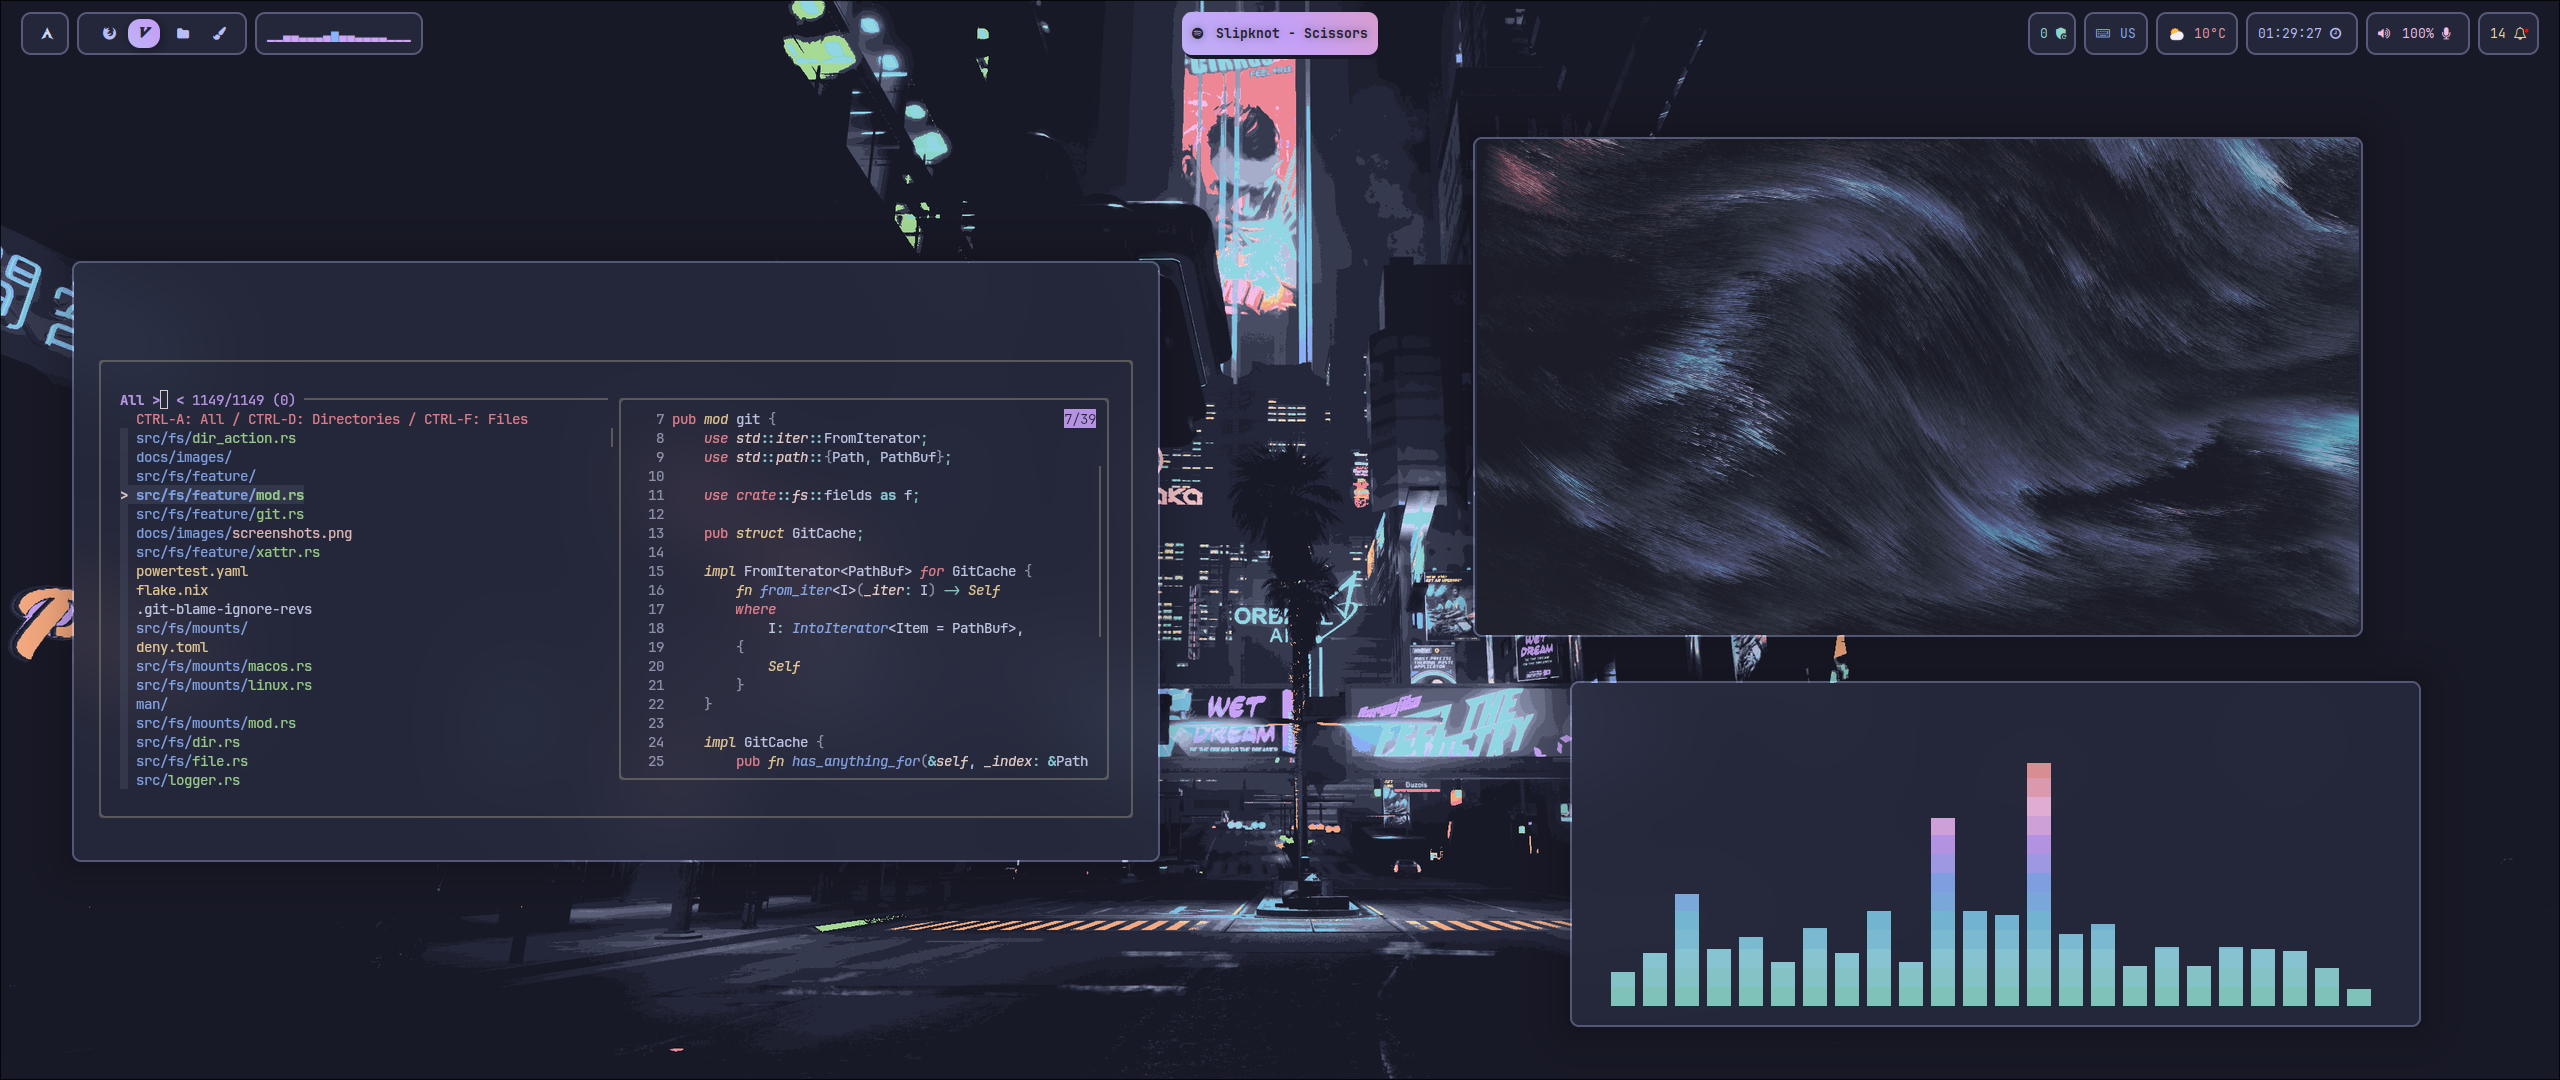 Slipknot - Scissors
0
US
10°C
01:29:27
100%
14
All > < 1149/1149 (0)
CTRL-A: All / CTRL-D: Directories / CTRL-F: Files
src/fs/dir_action.rs
docs/images/
src/fs/feature/
> src/fs/feature/mod.rs
src/fs/feature/git.rs
docs/images/screenshots.png
src/fs/feature/xattr.rs
powertest.yaml
flake.nix
.git-blame-ignore-revs
src/fs/mounts/
deny.toml
src/fs/mounts/macos.rs
src/fs/mounts/linux.rs
man/
src/fs/mounts/mod.rs
src/fs/dir.rs
src/fs/file.rs
src/logger.rs
7/39
7 pub mod git {
8     use std::iter::FromIterator;
9     use std::path::{Path, PathBuf};
10
11     use crate::fs::fields as f;
12
13     pub struct GitCache;
14
15     impl FromIterator<PathBuf> for GitCache {
16         fn from_iter<I>(_iter: I) -> Self
17         where
18             I: IntoIterator<Item = PathBuf>,
19         {
20             Self
21         }
22     }
23
24     impl GitCache {
25         pub fn has_anything_for(&self, _index: &Path
FEEL FREE
WET
DREAM
WET
DREAM
THE
Duzois